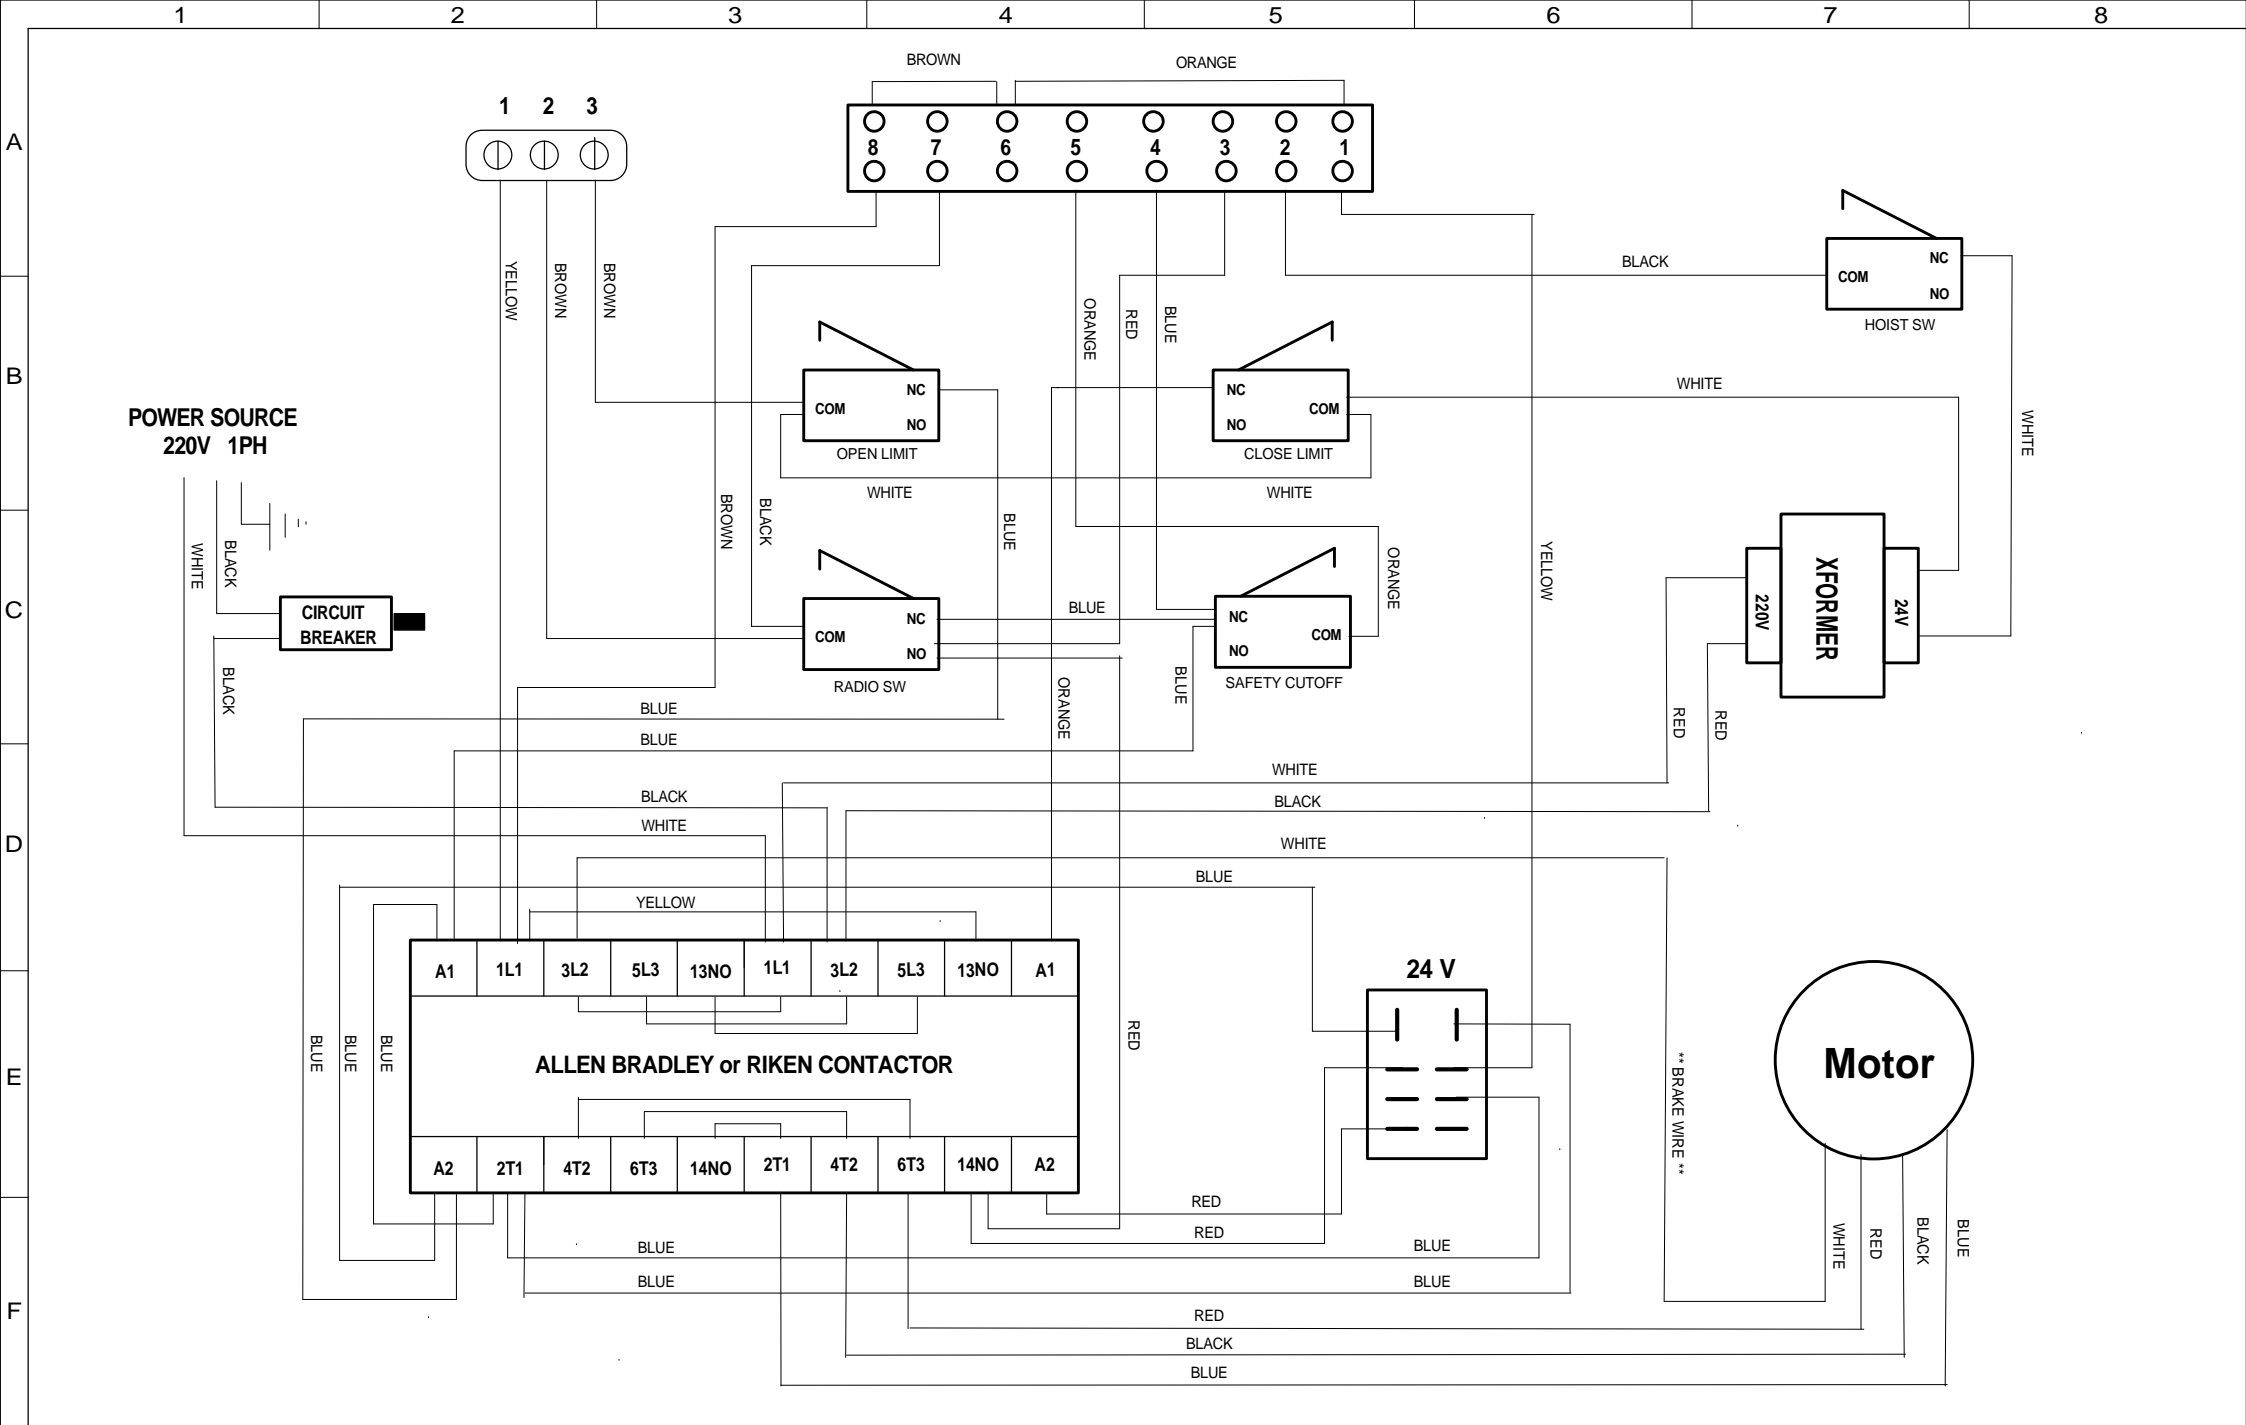 1 2 3 4 5 6 7 8
BROWN ORANGE
1 2 3
A
8 7 6 5 4 3 2 1
BLACK
NC
COM
NO
HOIST SW
YELLOW
BROWN
BROWN
ORANGE
RED
BLUE
B
NC
COM
NO
OPEN LIMIT
NC
COM
NO
CLOSE LIMIT
WHITE
WHITE
POWER SOURCE
220V 1PH
WHITE WHITE
BROWN
BLACK
BLUE
WHITE
BLACK
ORANGE
YELLOW
C
CIRCUIT
BREAKER
NC
COM
NO
RADIO SW
BLUE
NC
COM
NO
SAFETY CUTOFF
220V
XFORMER
24V
BLACK
BLUE
ORANGE
RED
RED
BLUE
BLUE
WHITE
BLACK
BLACK
WHITE
D
WHITE
BLUE
YELLOW
A1 1L1 3L2 5L3 13NO 1L1 3L2 5L3 13NO A1
24 V
BLUE
BLUE
BLUE
RED
ALLEN BRADLEY or RIKEN CONTACTOR
E
** BRAKE WIRE **
Motor
A2 2T1 4T2 6T3 14NO 2T1 4T2 6T3 14NO A2
RED
RED
BLUE BLUE
BLUE BLUE
WHITE
RED
BLACK
BLUE
F
RED
BLACK
BLUE